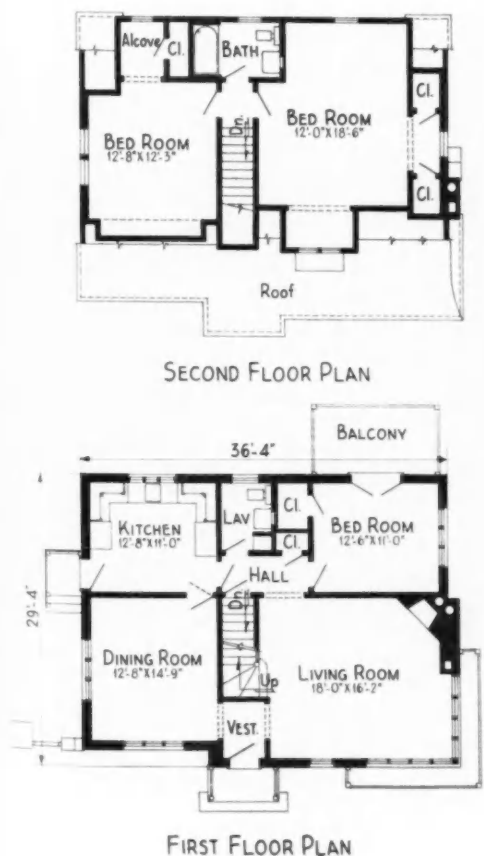 Alcove
Cl.
BATH
Cl.
BED ROOM
12'-8"X12'-3"
Dn.
BED ROOM
12'-0"X18'-6"
Cl.
Roof
SECOND FLOOR PLAN
BALCONY
36'-4"
KITCHEN
12'-8"X11'-0"
LAV
Cl.
BED ROOM
12'-6"X11'-0"
Cl.
HALL
29'-4"
Dn.
DINING ROOM
12'-8"X14'-9"
LIVING ROOM
18'-0"X16'-2"
Up
VEST.
FIRST FLOOR PLAN